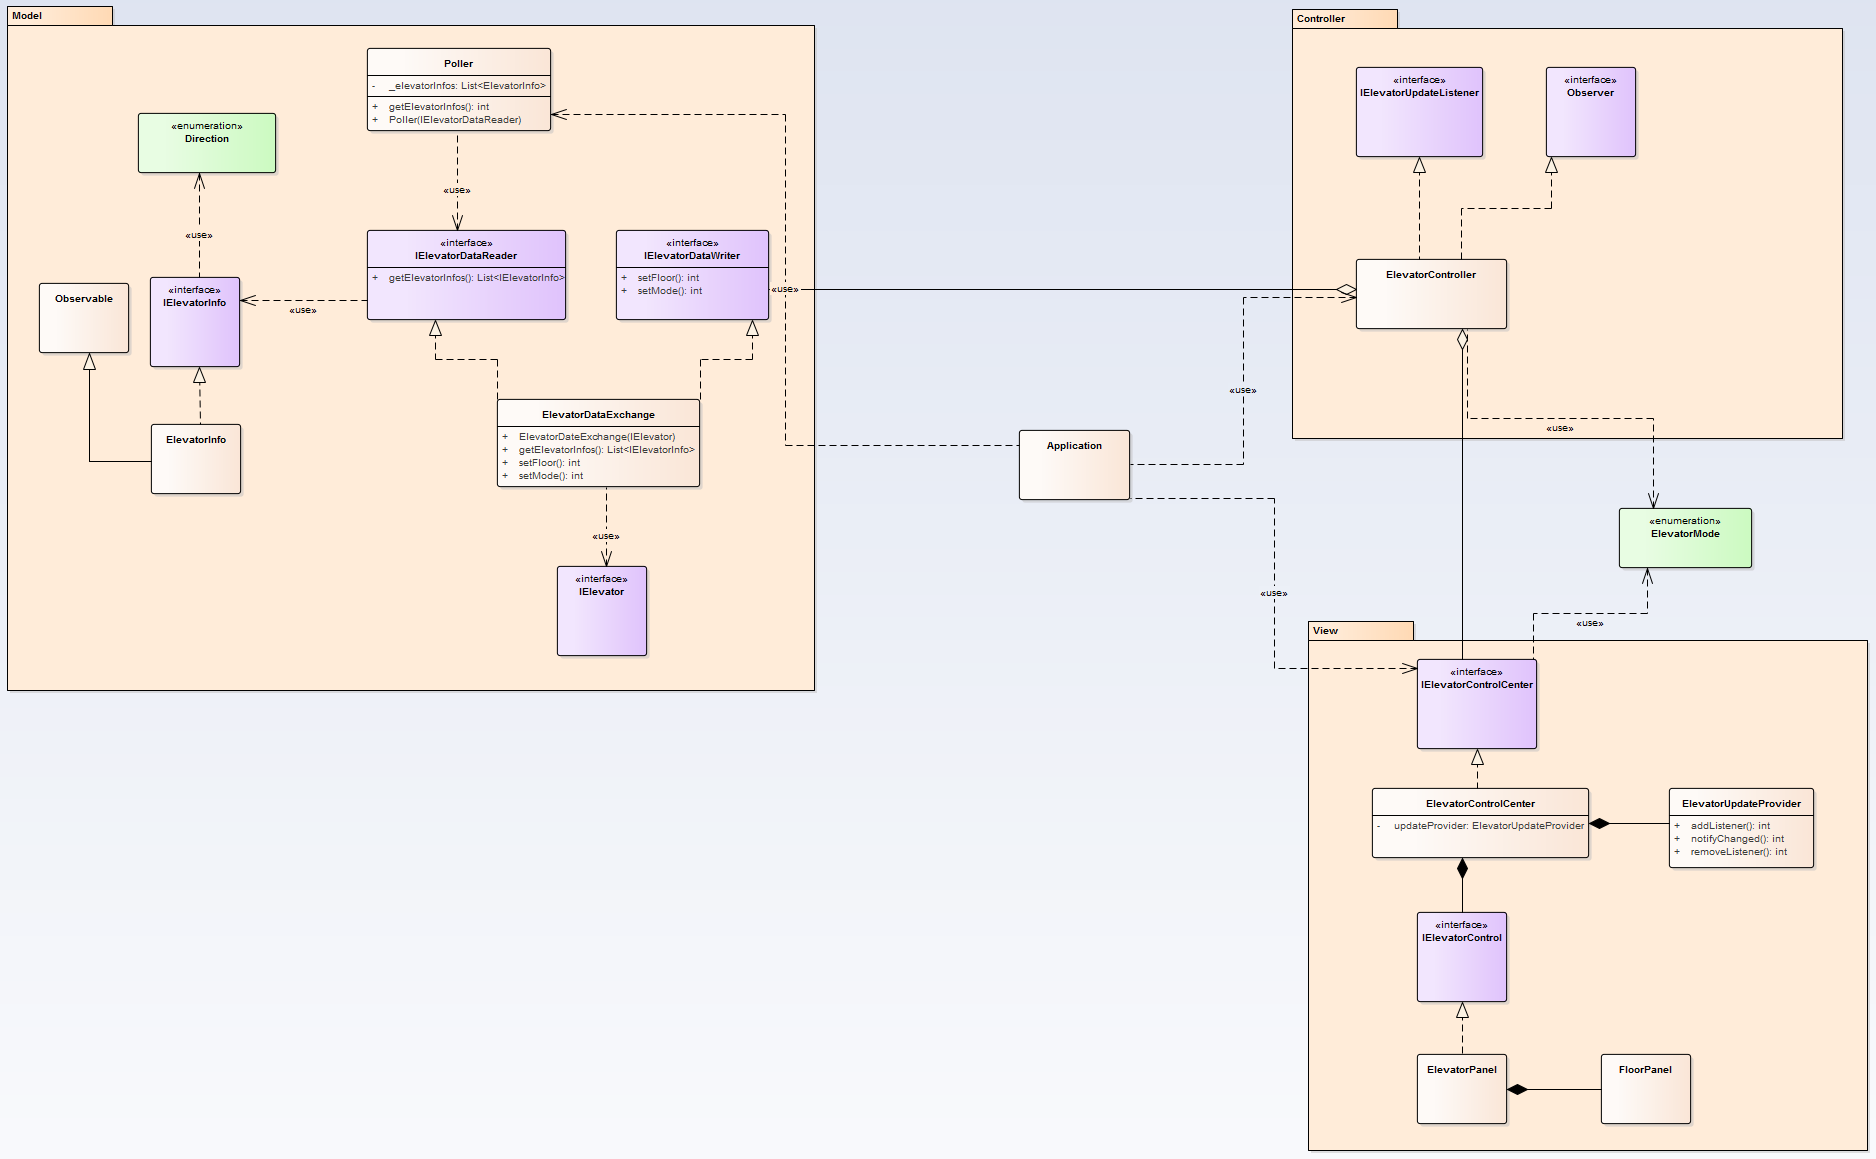 Model
Poller
- _elevatorInfos: List<ElevatorInfo>
+ getElevatorInfos(): int
+ Poller(IElevatorDataReader)
«enumeration»
Direction
«use»
«use»
«interface»
IElevatorDataReader
+ getElevatorInfos(): List<IElevatorInfo>
«interface»
IElevatorDataWriter
+ setFloor(): int
+ setMode(): int
«use»
Observable
«interface»
IElevatorInfo
«use»
ElevatorInfo
ElevatorDataExchange
+ ElevatorDateExchange(IElevator)
+ getElevatorInfos(): List<IElevatorInfo>
+ setFloor(): int
+ setMode(): int
«use»
«interface»
IElevator
Application
«use»
«use»
Controller
«interface»
IElevatorUpdateListener
«interface»
Observer
ElevatorController
«use»
«enumeration»
ElevatorMode
«use»
View
«interface»
IElevatorControlCenter
ElevatorControlCenter
- updateProvider: ElevatorUpdateProvider
ElevatorUpdateProvider
+ addListener(): int
+ notifyChanged(): int
+ removeListener(): int
«interface»
IElevatorControl
ElevatorPanel
FloorPanel